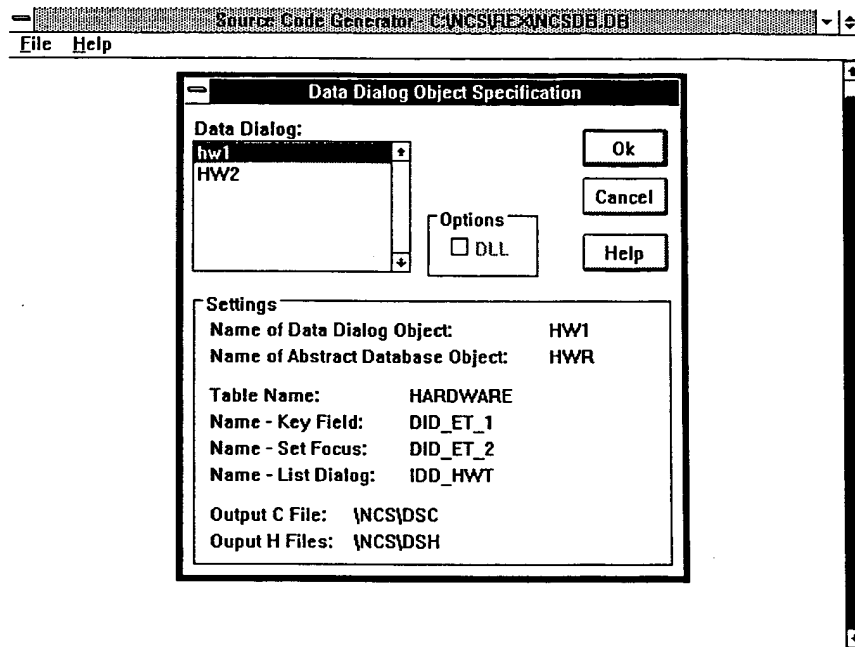 Source Code Generator - C:\NCS\REX\NCSDB.DB
File Help
Data Dialog Object Specification
Data Dialog:
hw1
HW2
Options
DLL
Ok
Cancel
Help
Settings
Name of Data Dialog Object: HW1
Name of Abstract Database Object: HWR
Table Name: HARDWARE
Name - Key Field: DID_ET_1
Name - Set Focus: DID_ET_2
Name - List Dialog: IDD_HWT
Output C File: \NCS\DSC
Ouput H Files: \NCS\DSH